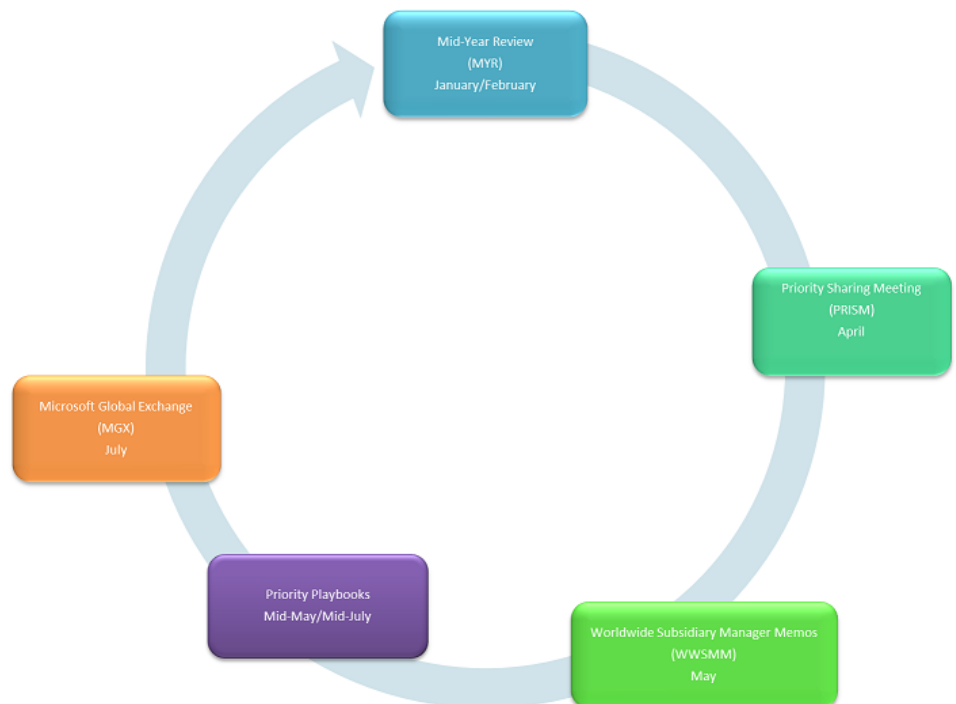 Mid-Year Review
(MYR)
January/February
Priority Sharing Meeting
(PRISM)
April
Worldwide Subsidiary Manager Memos
(WWSMM)
May
Priority Playbooks
Mid-May/Mid-July
Microsoft Global Exchange
(MGX)
July